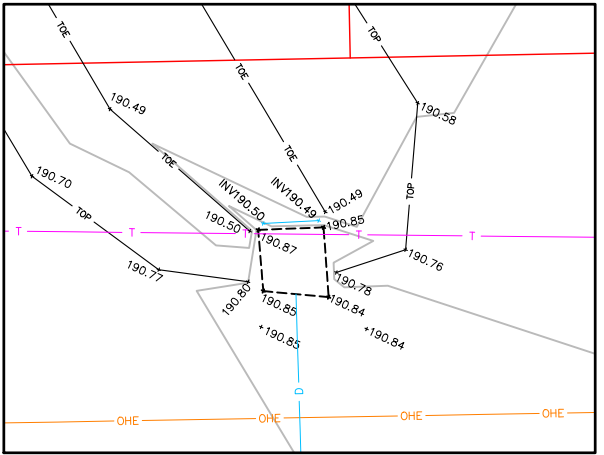 TOE
TOP
TOE
190.49
190.58
TOE
TOE
190.70
INV190.50
INV190.49
190.49
TOP
TOP
190.50
190.85
T
T
T
T
T
190.87
190.76
190.77
190.78
190.80
190.85
190.84
190.85
190.84
D
OHE
OHE
OHE
OHE